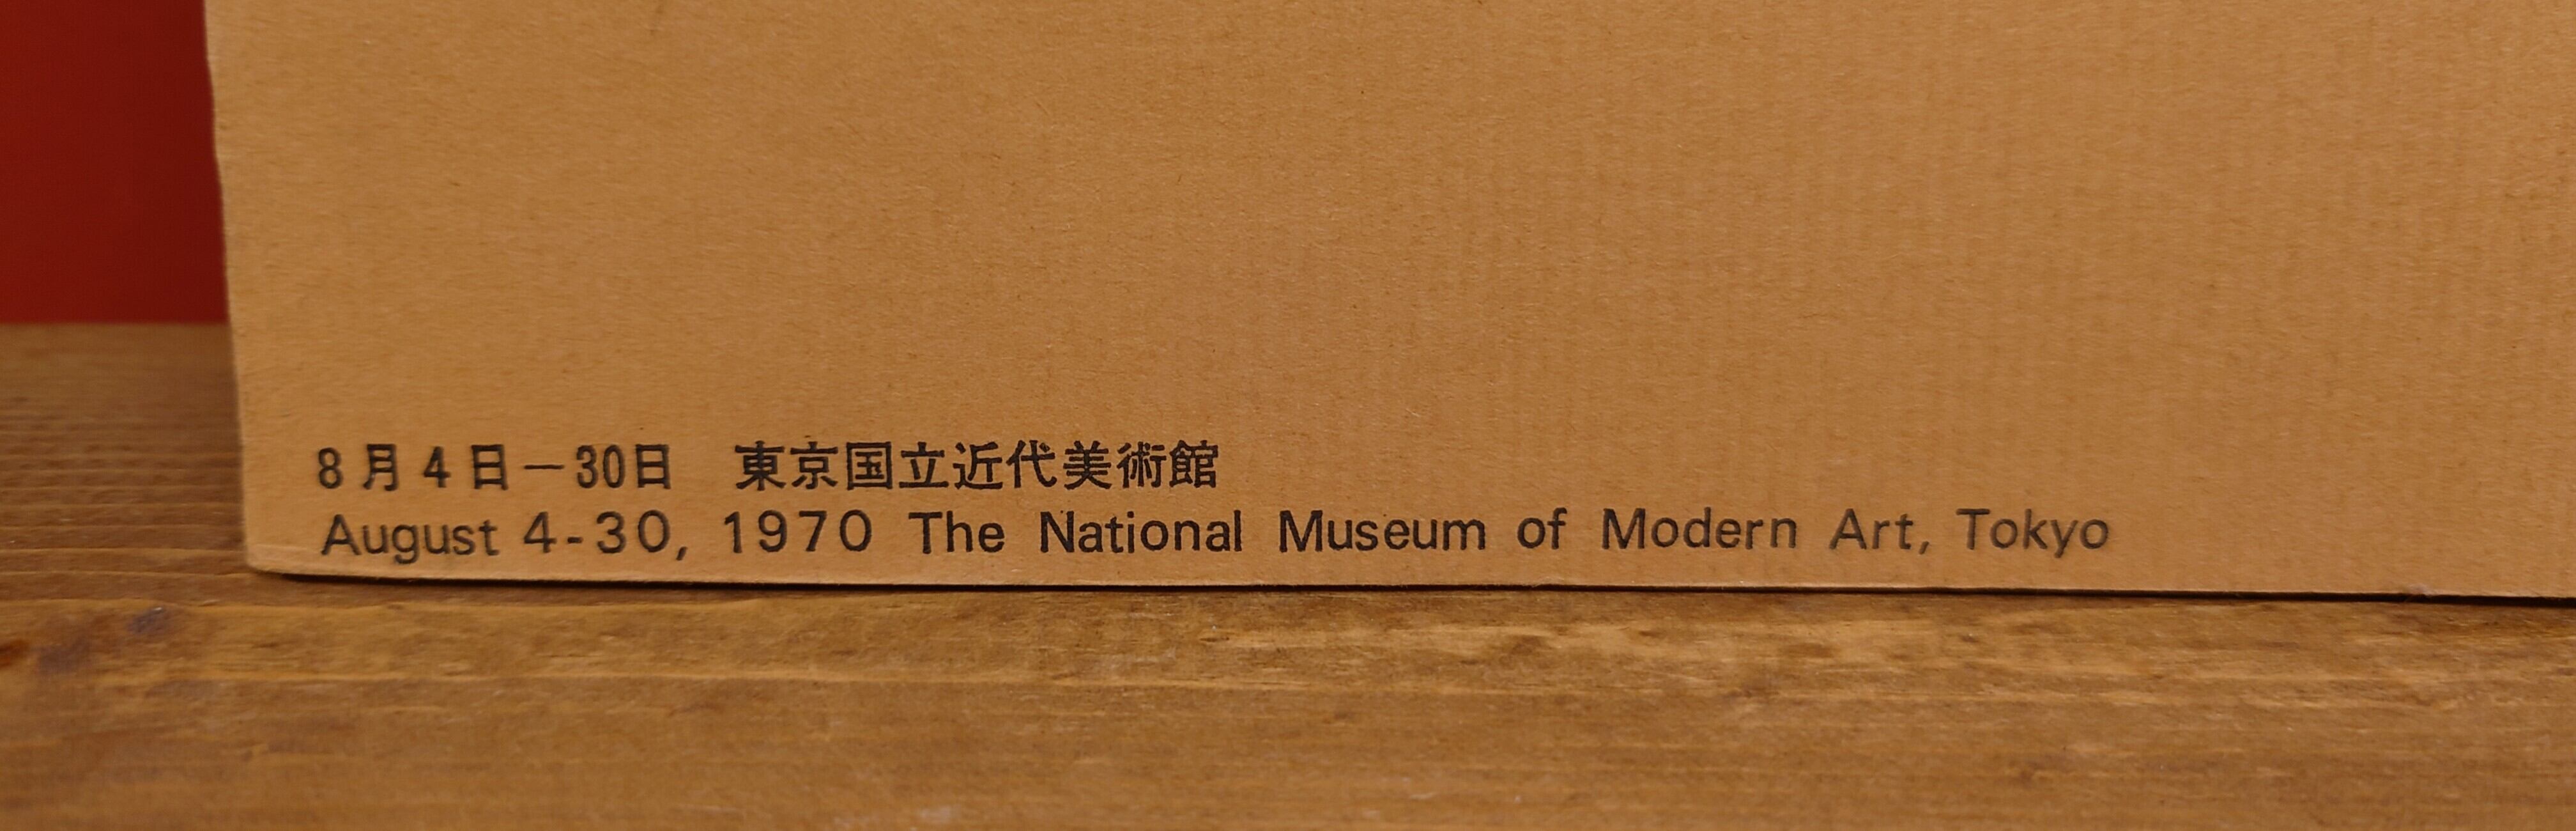 8月4日－30日　東京国立近代美術館
August 4-30, 1970 The National Museum of Modern Art, Tokyo